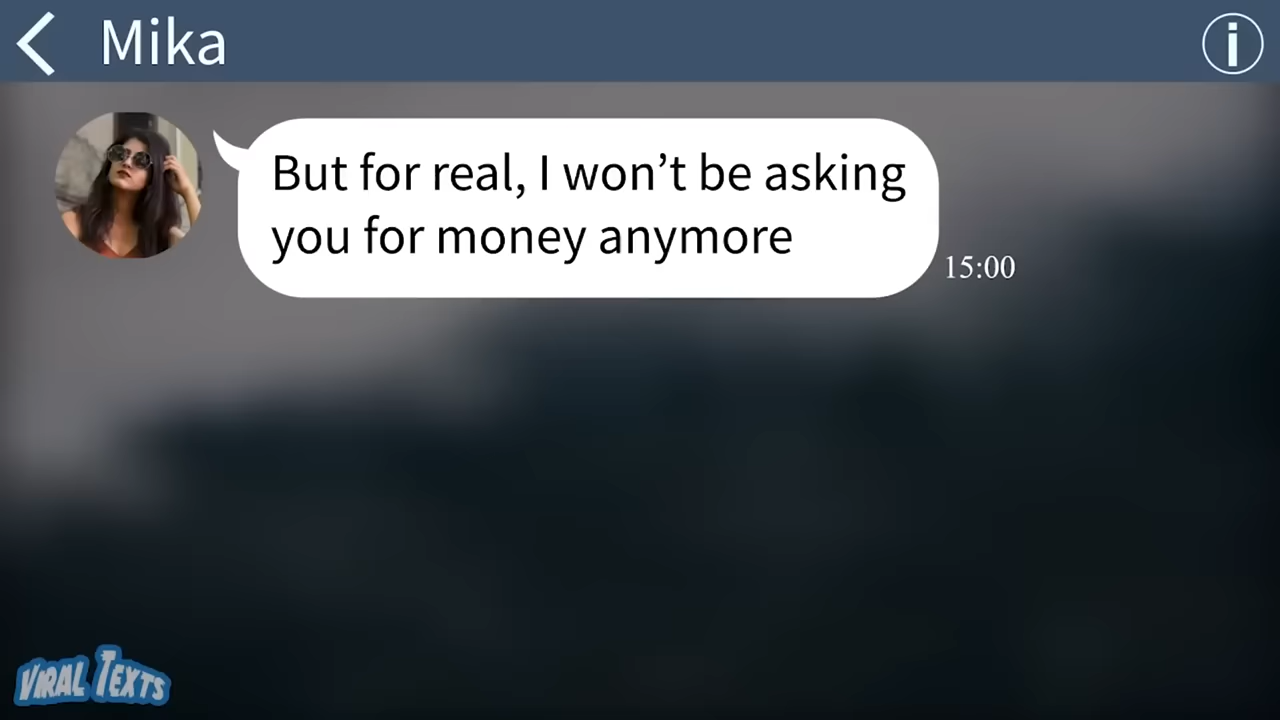 Mika
i
But for real, I won’t be asking
you for money anymore
15:00
VIRAL TEXTS